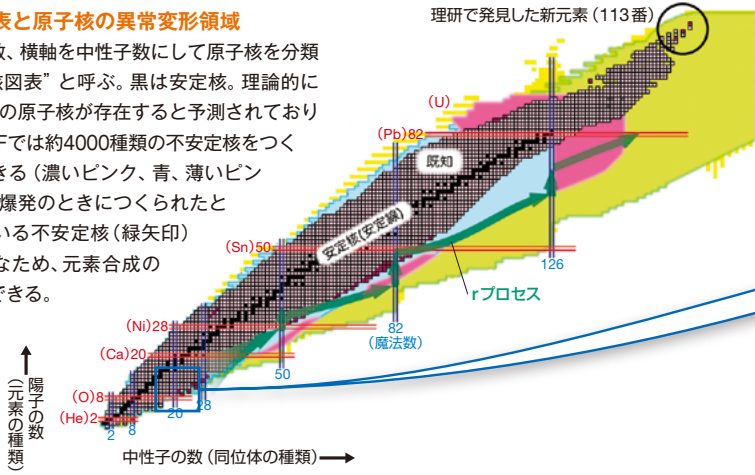 表と原子核の異常変形領域
数、横軸を中性子数にして原子核を分類
核図表”と呼ぶ。黒は安定核。理論的に
の原子核が存在すると予測されており
Fでは約4000種類の不安定核をつく
きる（濃いピンク、青、薄いピン
爆発のときにつくられたと
いる不安定核（緑矢印）
なため、元素合成の
できる。
理研で発見した新元素（113番）
(U)
(Pb)82
既知
安定核(安定線)
(Sn)50
126
rプロセス
(Ni)28
82
(魔法数)
(Ca)20
50
(O)8
20
28
(He)2
2
8
陽子の数
（元素の種類）
中性子の数（同位体の種類）